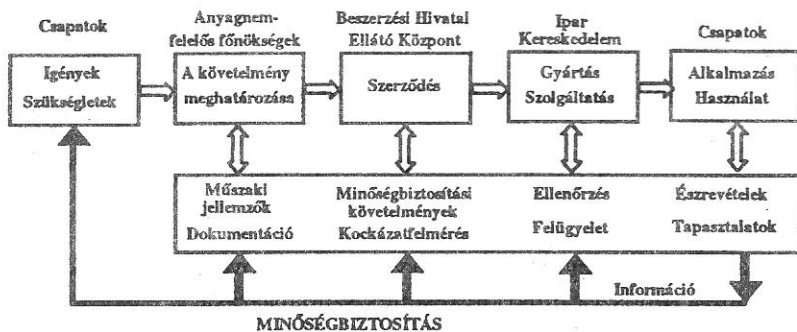 Csapatok
Anyagnem-
felelős főnökségek
Beszerzési Hivatal
Ellátó Központ
Ipar
Kereskedelem
Csapatok
Igények
Szükségletek
A követelmény
meghatározása
Szerződés
Gyártás
Szolgáltatás
Alkalmazás
Használat
Műszaki
jellemzők
Dokumentáció
Minőségbiztosítási
követelmények
Kockázatfelmérés
Ellenőrzés
Felügyelet
Észrevételek
Tapasztalatok
Információ
MINŐSÉGBIZTOSÍTÁS